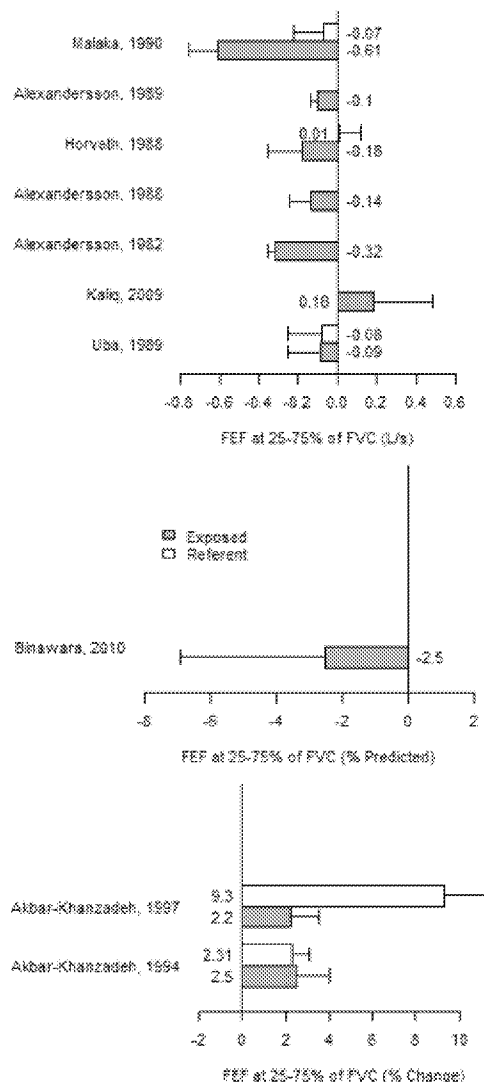 Malaka, 1990
-0.07
-0.61
Alexandersson, 1989
-0.1
Horvath, 1988
0.01
-0.18
Alexandersson, 1988
-0.14
Alexandersson, 1982
-0.32
Kaliq, 2009
0.18
Uba, 1989
-0.08
-0.09
-0.8 -0.6 -0.4 -0.2 0.0 0.2 0.4 0.6
FEF at 25-75% of FVC (L/s)
Exposed
Referent
Binawara, 2010
-2.5
-8 -6 -4 -2 0 2
FEF at 25-75% of FVC (% Predicted)
Akbar-Khanzadeh, 1997
9.3
2.2
Akbar-Khanzadeh, 1994
2.31
2.5
-2 0 2 4 6 8 10
FEF at 25-75% of FVC (% Change)